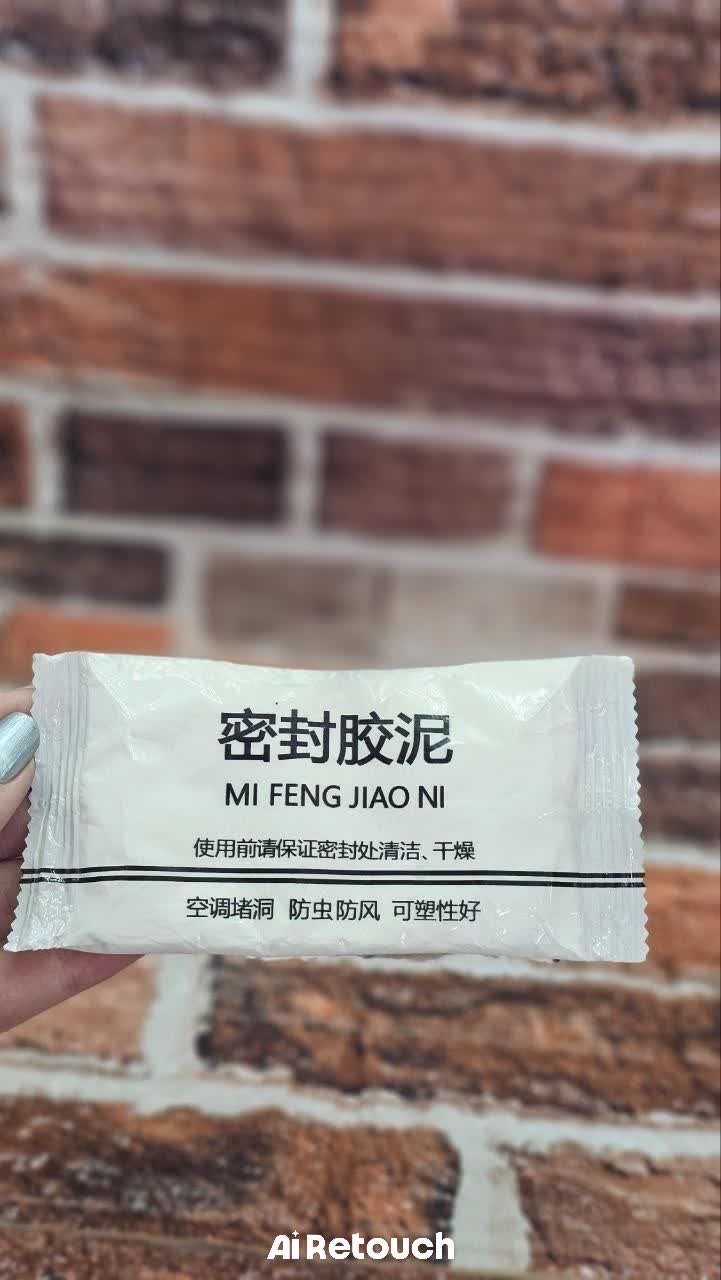 密封胶泥
MI FENG JIAO NI
使用前请保证密封处清洁、干燥
空调堵洞 防虫防风 可塑性好
Ai Retouch